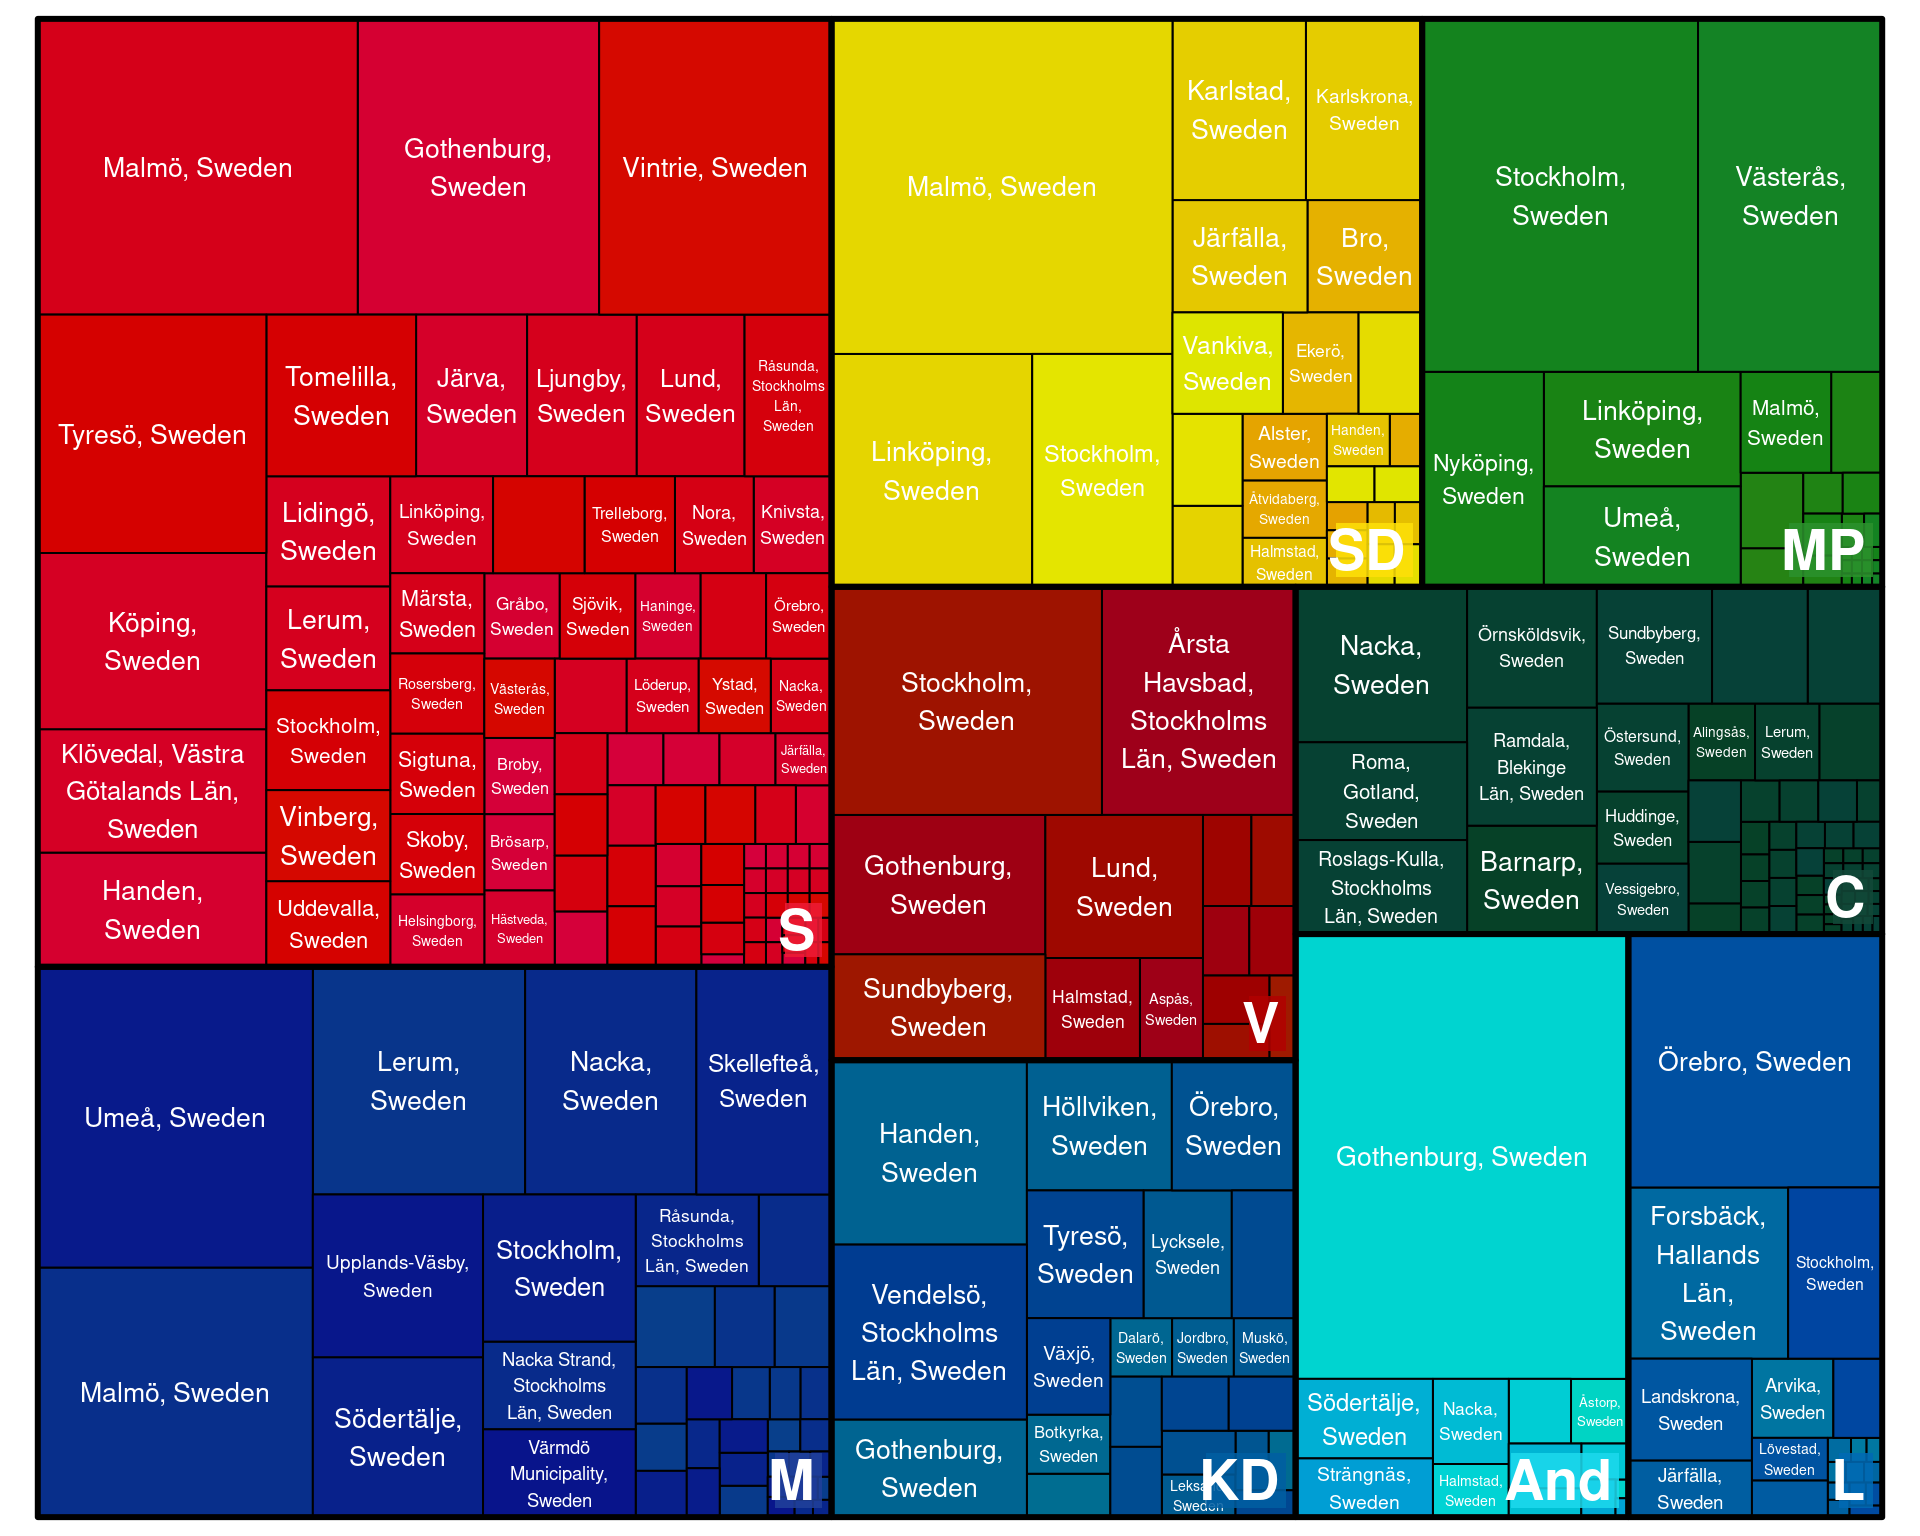 Malmö, Sweden
Gothenburg,
Sweden
Vintrie, Sweden
Tyresö, Sweden
Tomelilla,
Sweden
Järva,
Sweden
Ljungby,
Sweden
Lund,
Sweden
Råsunda,
Stockholms
Län,
Sweden
Köping,
Sweden
Klövedal, Västra
Götalands Län,
Sweden
Handen,
Sweden
Lidingö,
Sweden
Lerum,
Sweden
Stockholm,
Sweden
Vinberg,
Sweden
Uddevalla,
Sweden
Linköping,
Sweden
Trelleborg,
Sweden
Nora,
Sweden
Knivsta,
Sweden
Märsta,
Sweden
Rosersberg,
Sweden
Sigtuna,
Sweden
Skoby,
Sweden
Helsingborg,
Sweden
Gråbo,
Sweden
Sjövik,
Sweden
Haninge,
Sweden
Örebro,
Sweden
Västerås,
Sweden
Broby,
Sweden
Brösarp,
Sweden
Hästveda,
Sweden
Löderup,
Sweden
Ystad,
Sweden
Nacka,
Sweden
Järfälla,
Sweden
S
Malmö, Sweden
Linköping,
Sweden
Stockholm,
Sweden
Karlstad,
Sweden
Karlskrona,
Sweden
Järfälla,
Sweden
Bro,
Sweden
Vankiva,
Sweden
Ekerö,
Sweden
Alster,
Sweden
Åtvidaberg,
Sweden
Halmstad,
Sweden
Handen,
Sweden
SD
Stockholm,
Sweden
Västerås,
Sweden
Nyköping,
Sweden
Linköping,
Sweden
Umeå,
Sweden
Malmö,
Sweden
MP
Stockholm,
Sweden
Årsta
Havsbad,
Stockholms
Län, Sweden
Gothenburg,
Sweden
Sundbyberg,
Sweden
Lund,
Sweden
Halmstad,
Sweden
Aspås,
Sweden
V
Nacka,
Sweden
Roma,
Gotland,
Sweden
Roslags-Kulla,
Stockholms
Län, Sweden
Örnsköldsvik,
Sweden
Ramdala,
Blekinge
Län, Sweden
Barnarp,
Sweden
Sundbyberg,
Sweden
Östersund,
Sweden
Huddinge,
Sweden
Vessigebro,
Sweden
Alingsås,
Sweden
Lerum,
Sweden
C
Umeå, Sweden
Malmö, Sweden
Lerum,
Sweden
Nacka,
Sweden
Skellefteå,
Sweden
Upplands-Väsby,
Sweden
Södertälje,
Sweden
Stockholm,
Sweden
Nacka Strand,
Stockholms
Län, Sweden
Värmdö
Municipality,
Sweden
Råsunda,
Stockholms
Län, Sweden
M
Handen,
Sweden
Vendelsö,
Stockholms
Län, Sweden
Gothenburg,
Sweden
Höllviken,
Sweden
Örebro,
Sweden
Tyresö,
Sweden
Lycksele,
Sweden
Växjö,
Sweden
Botkyrka,
Sweden
Dalarö,
Sweden
Jordbro,
Sweden
Muskö,
Sweden
Sweden
KD
Gothenburg, Sweden
Södertälje,
Sweden
Strängnäs,
Sweden
Nacka,
Sweden
Halmstad,
Sweden
Åstorp,
Sweden
And
Örebro, Sweden
Forsbäck,
Hallands
Län,
Sweden
Stockholm,
Sweden
Landskrona,
Sweden
Järfälla,
Sweden
Arvika,
Sweden
Lövestad,
Sweden
L